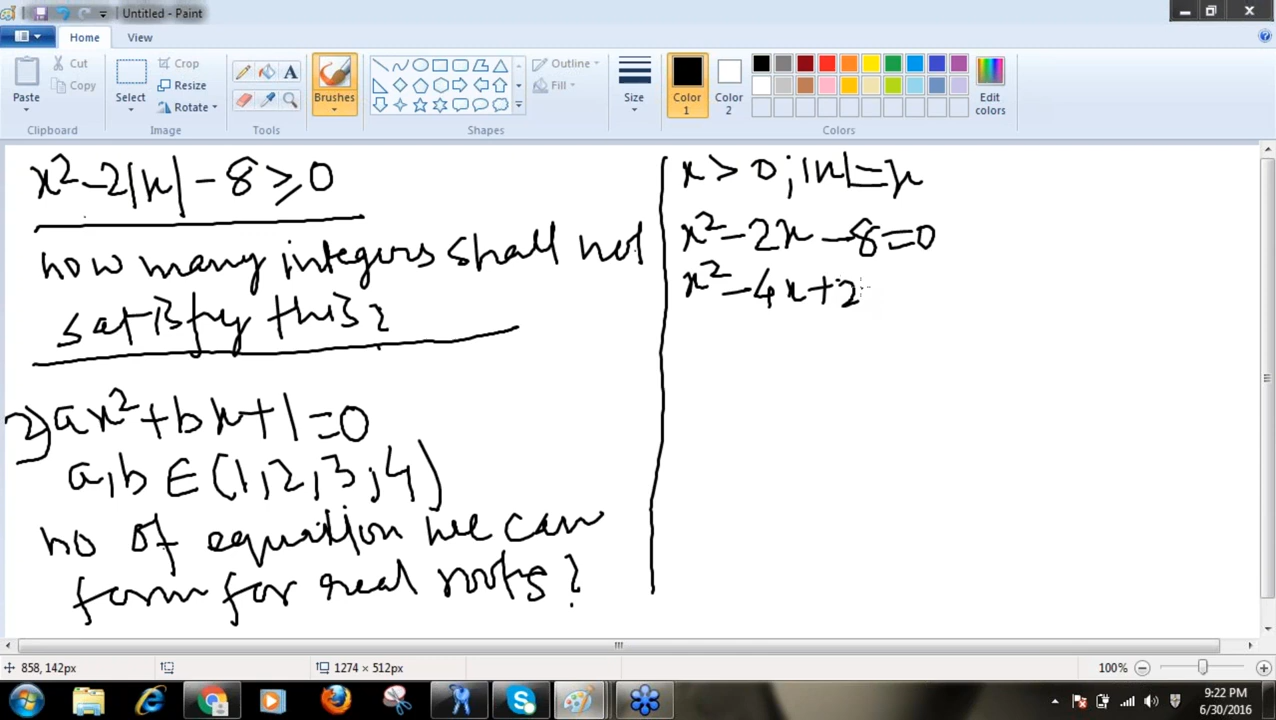 Untitled - Paint
Home View
Cut
Copy
Paste
Clipboard
Select
Crop
Resize
Rotate
Image
Tools
Brushes
Outline
Fill
Shapes
Size
Color 1
Color 2
Edit colors
Colors
x²-2|x|-8≥0
how many integers shall not
satisfy this?
2) ax²+bx+1=0
a,b ∈ (1,2,3,4)
no of equation we can
form for real roots?
x>0;|x|=x
x²-2x-8=0
x²-4x+2
858, 142px
1274 × 512px
100%
9:22 PM
6/30/2016